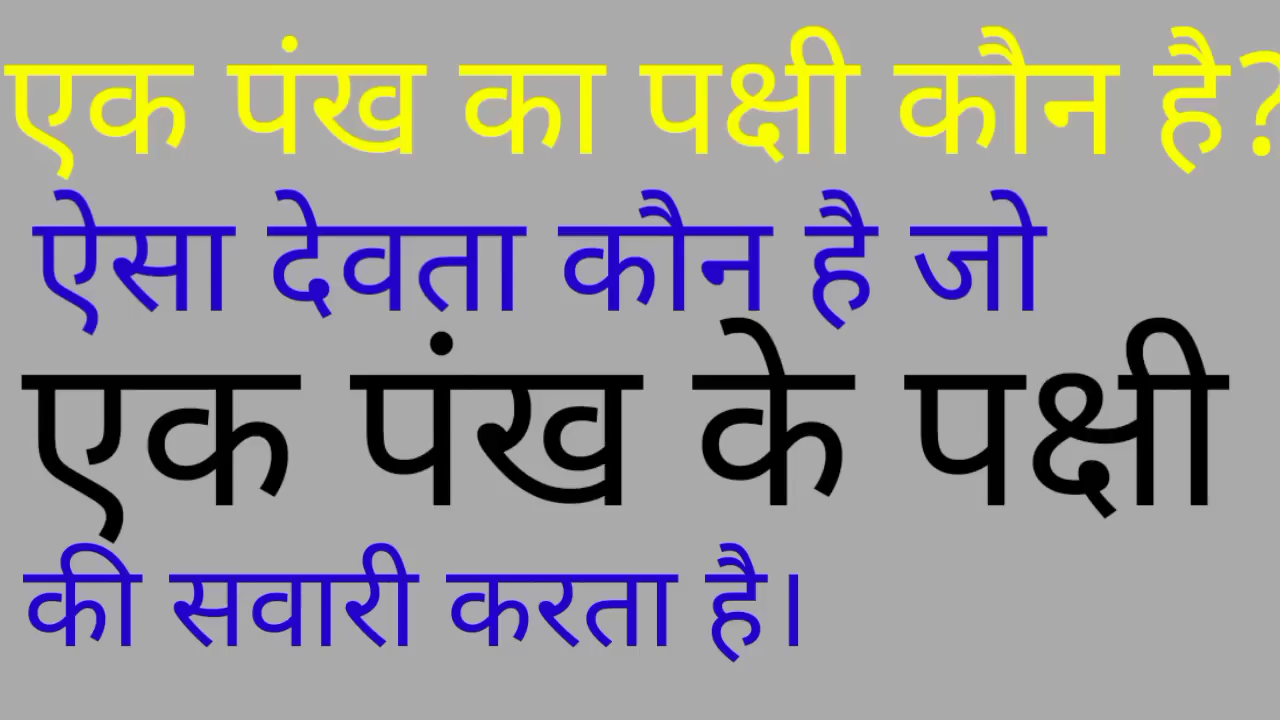 एक पंख का पक्षी कौन है?
ऐसा देवता कौन है जो
एक पंख के पक्षी
की सवारी करता है।